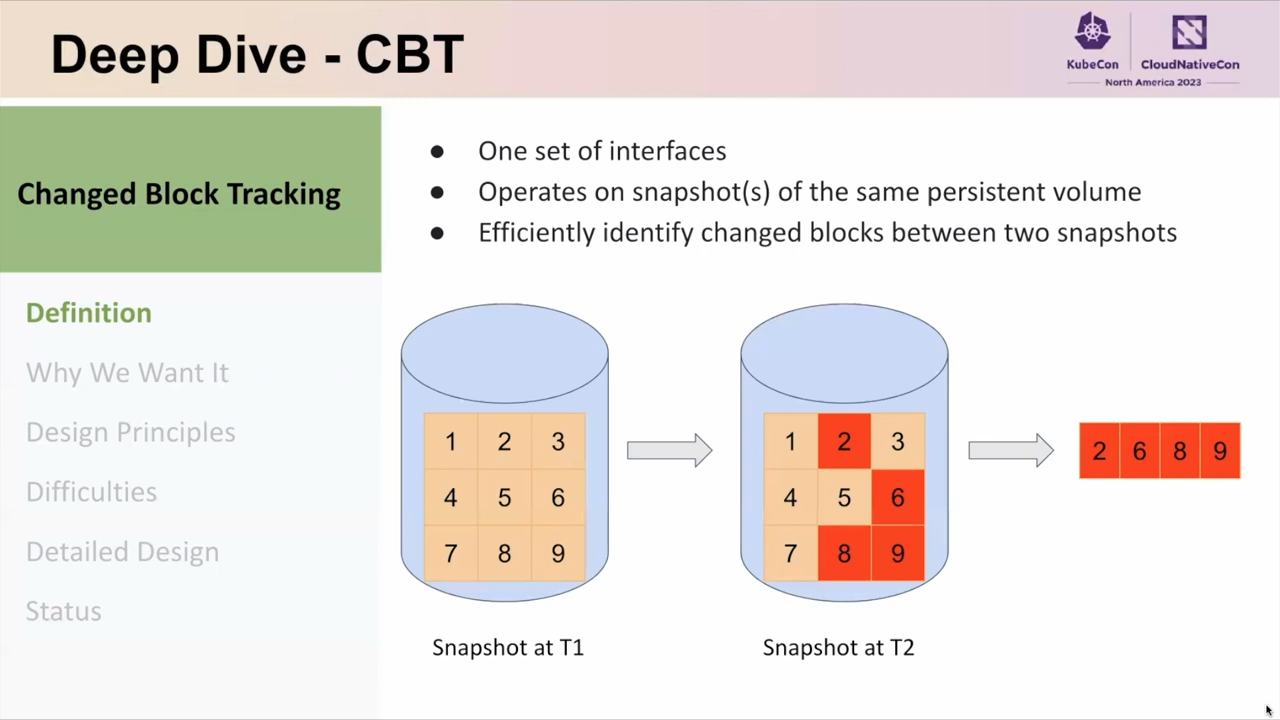 Deep Dive - CBT
KubeCon
CloudNativeCon
North America 2023
Changed Block Tracking
Definition
Why We Want It
Design Principles
Difficulties
Detailed Design
Status
● One set of interfaces
● Operates on snapshot(s) of the same persistent volume
● Efficiently identify changed blocks between two snapshots
1 2 3
4 5 6
7 8 9
Snapshot at T1
1 2 3
4 5 6
7 8 9
Snapshot at T2
2 6 8 9